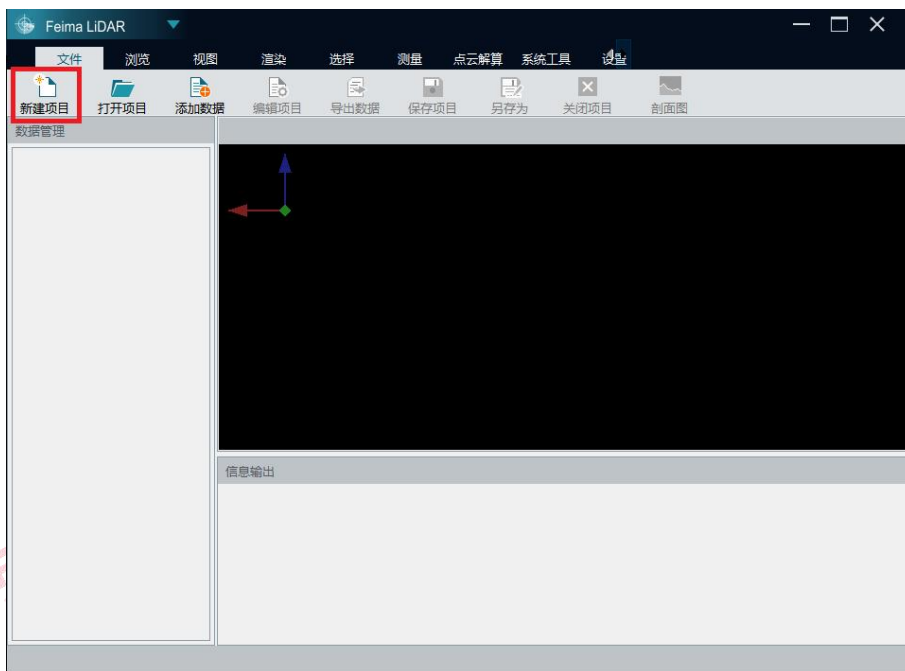 Feima LiDAR
文件 浏览 视图 渲染 选择 测量 点云解算 系统工具 设置
新建项目 打开项目 添加数据 编辑项目 导出数据 保存项目 另存为 关闭项目 剖面图
数据管理
信息输出